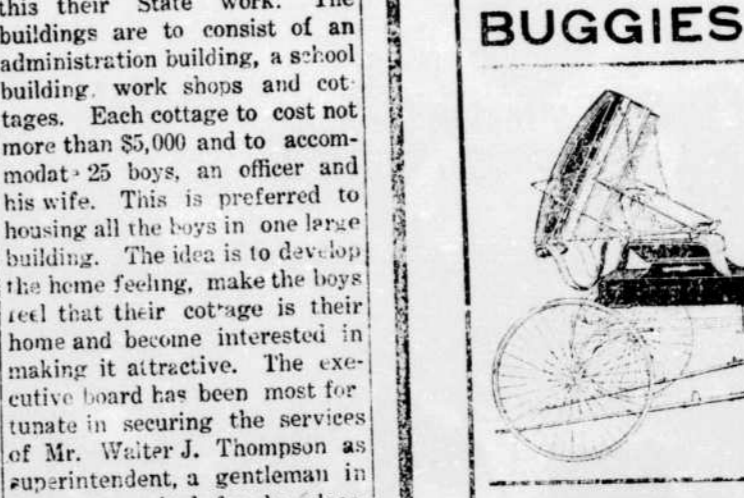 this their State work. The
buildings are to consist of an
administration building, a school
building, work shops and cot-
tages. Each cottage to cost not
more than $5,000 and to accom-
modate 25 boys, an officer and
his wife. This is preferred to
housing all the boys in one large
building. The idea is to develop
the home feeling, make the boys
feel that their cottage is their
home and become interested in
making it attractive. The exe-
cutive board has been most for
tunate in securing the services
of Mr. Walter J. Thompson as
superintendent, a gentleman in
BUGGIES